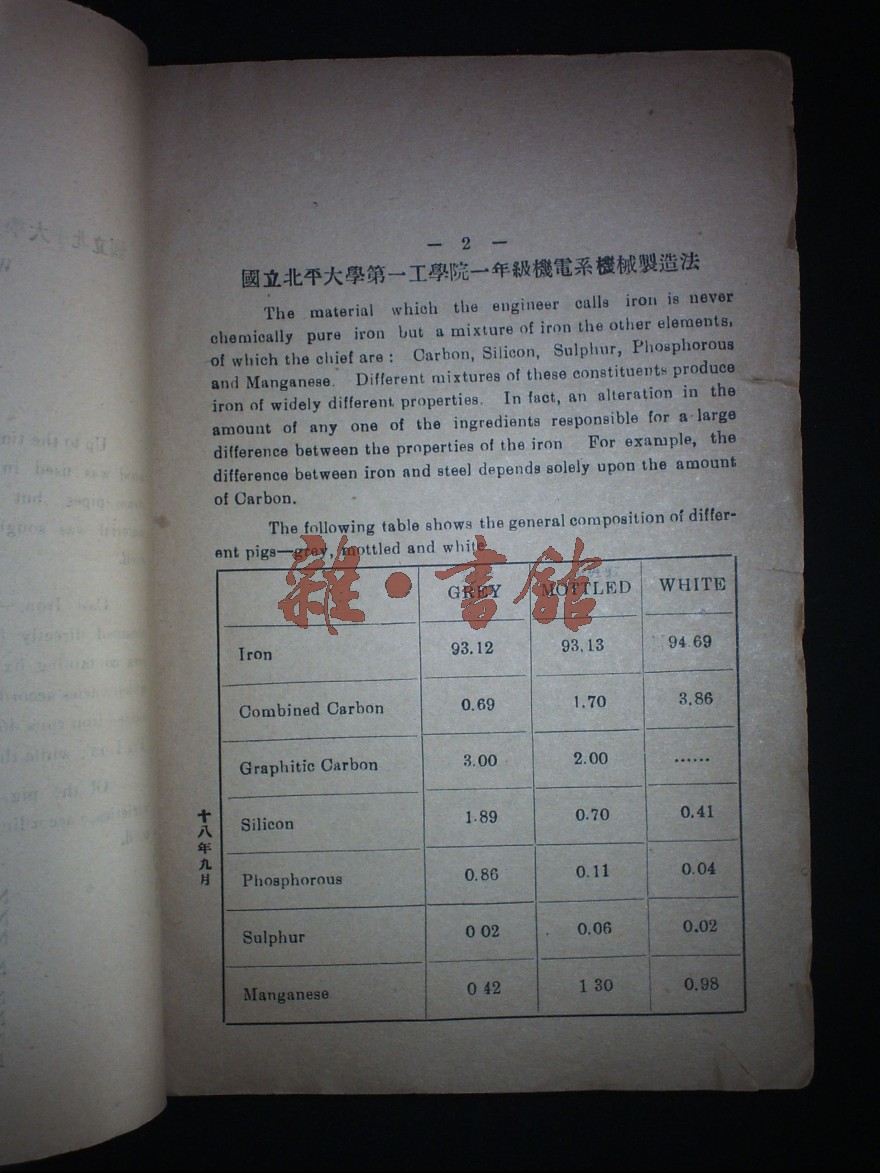 — 2 —
國立北平大學第一工學院一年級機電系機械製造法
The material which the engineer calls iron is never
chemically pure iron but a mixture of iron the other elements,
of which the chief are : Carbon, Silicon, Sulphur, Phosphorous
and Manganese. Different mixtures of these constituents produce
iron of widely different properties. In fact, an alteration in the
amount of any one of the ingredients responsible for a large
difference between the properties of the iron For example, the
difference between iron and steel depends solely upon the amount
of Carbon.
The following table shows the general composition of differ-
ent pigs—grey, mottled and white
GREY MOTTLED WHITE
Iron 93.12 93.13 94 69
Combined Carbon 0.69 1.70 3.86
Graphitic Carbon 3.00 2.00 ......
Silicon 1.89 0.70 0.41
Phosphorous 0.86 0.11 0.04
Sulphur 0 02 0.06 0.02
Manganese 0 42 1 30 0.98
十八年九月
雜·書館